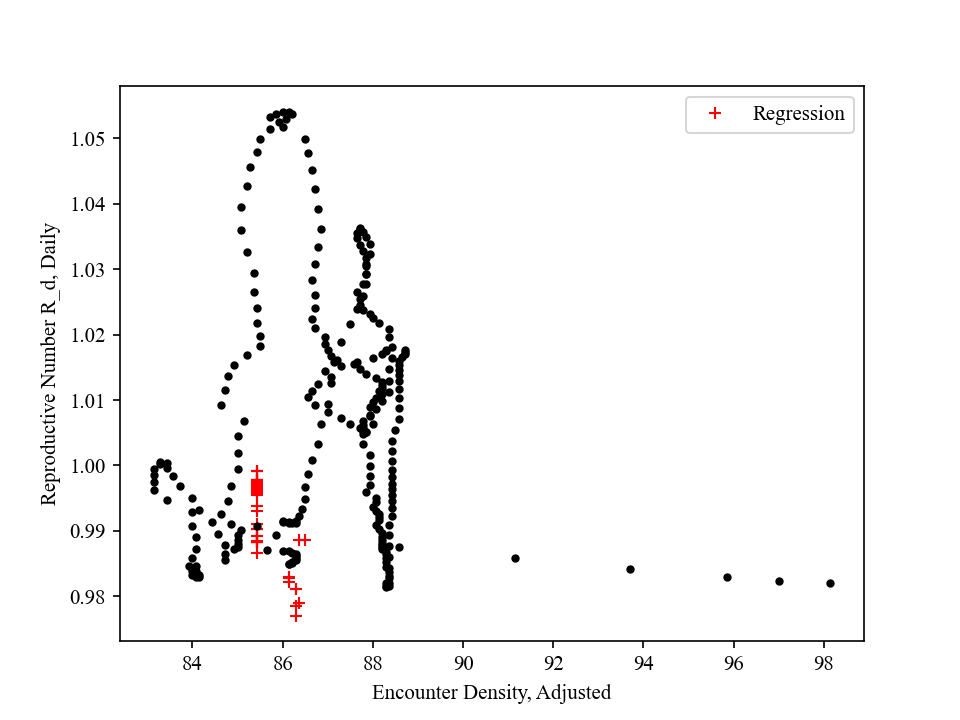 Regression
1.05
1.04
1.03
1.02
1.01
1.00
0.99
0.98
Reproductive Number R_d, Daily
84 86 88 90 92 94 96 98
Encounter Density, Adjusted